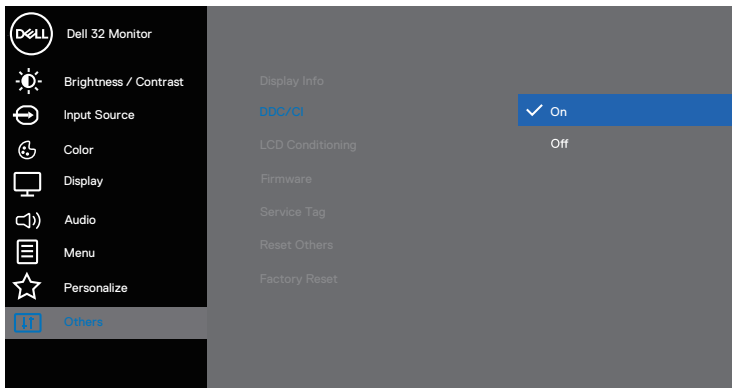 DELL
Dell 32 Monitor
Brightness / Contrast
Input Source
Color
Display
Audio
Menu
Personalize
Others
Display Info
DDC/CI
LCD Conditioning
Firmware
Service Tag
Reset Others
Factory Reset
On
Off